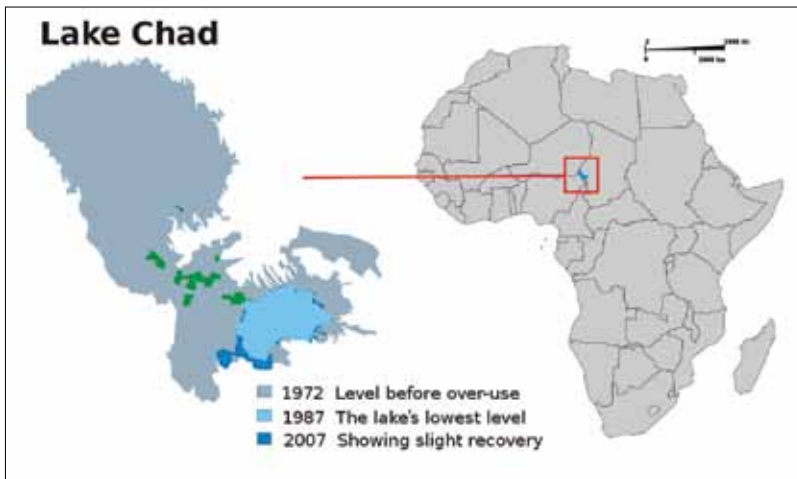 Lake Chad
1972 Level before over-use
1987 The lake's lowest level
2007 Showing slight recovery